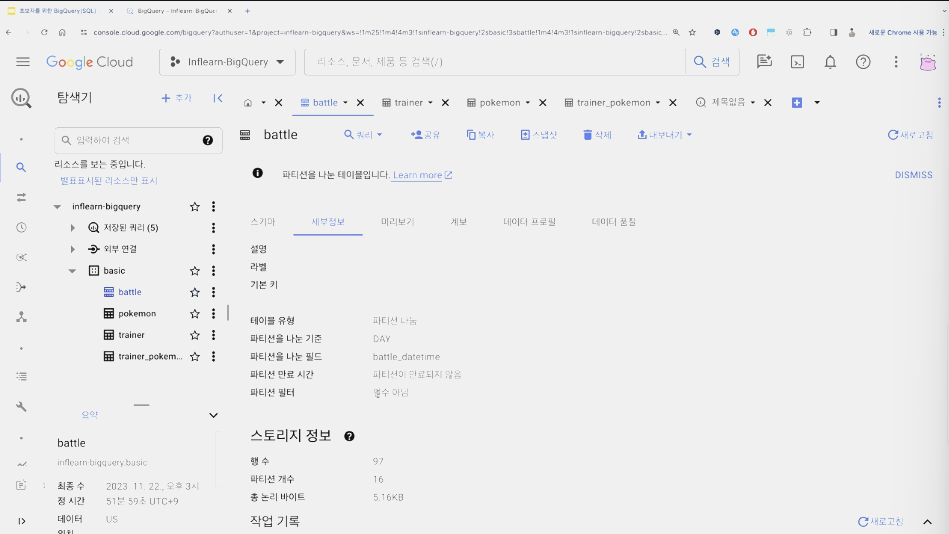 초보자를 위한 BigQuery(SQL)
BigQuery – Inflearn-BigQuery
console.cloud.google.com/bigquery?authuser=1&project=inflearn-bigquery&ws=!1m25!1m4!4m3!1sinflearn-bigquery!2sbasic!3sbattle!1m4!4m3!1sinflearn-bigquery!2sbasic...
새로운 Chrome 사용 가능
Google Cloud
Inflearn-BigQuery
리소스, 문서, 제품 등 검색(/)
검색
탐색기
+ 추가
battle
trainer
pokemon
trainer_pokemon
제목없음
입력하여 검색
리소스를 보는 중입니다.
별표표시된 리소스만 표시
inflearn-bigquery
저장된 쿼리 (5)
외부 연결
basic
battle
pokemon
trainer
trainer_pokem...
요약
battle
inflearn-bigquery.basic
최종 수정 시간 2023. 11. 22., 오후 3시 51분 59초 UTC+9
데이터 US
위치
battle
쿼리
공유
복사
스냅샷
삭제
내보내기
새로고침
파티션을 나눈 테이블입니다. Learn more
DISMISS
스키마
세부정보
미리보기
계보
데이터 프로필
데이터 품질
설명
라벨
기본 키
테이블 유형 파티션 나눔
파티션을 나눈 기준 DAY
파티션을 나눈 필드 battle_datetime
파티션 만료 시간 파티션이 만료되지 않음
파티션 필터 필수 아님
스토리지 정보
행 수 97
파티션 개수 16
총 논리 바이트 5.16KB
작업 기록
새로고침